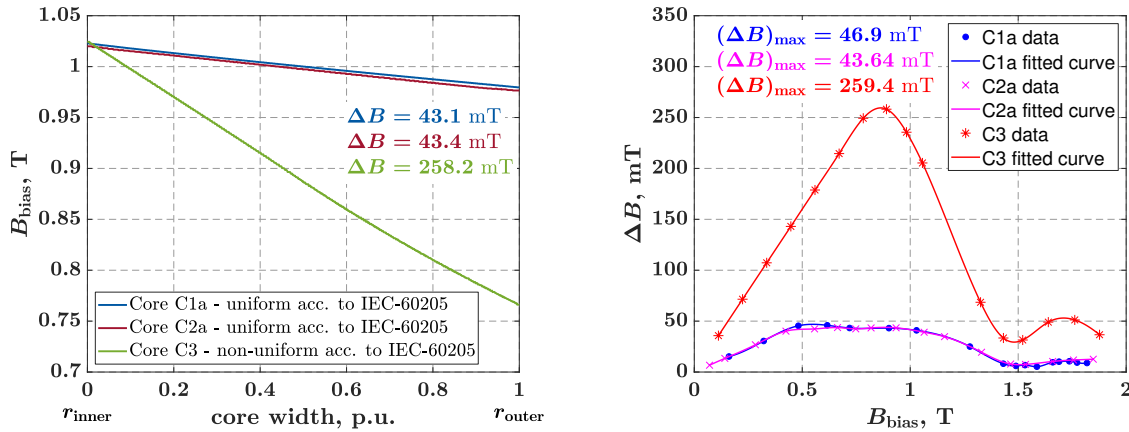 1.05
1
0.95
0.9
0.85
0.8
0.75
0.7
B_bias, T
ΔB = 43.1 mT
ΔB = 43.4 mT
ΔB = 258.2 mT
Core C1a - uniform acc. to IEC-60205
Core C2a - uniform acc. to IEC-60205
Core C3 - non-uniform acc. to IEC-60205
0 0.2 0.4 0.6 0.8 1
r_inner core width, p.u. r_outer
350
300
250
200
150
100
50
0
ΔB, mT
(ΔB)_max = 46.9 mT
(ΔB)_max = 43.64 mT
(ΔB)_max = 259.4 mT
C1a data
C1a fitted curve
C2a data
C2a fitted curve
C3 data
C3 fitted curve
0 0.5 1 1.5 2
B_bias, T